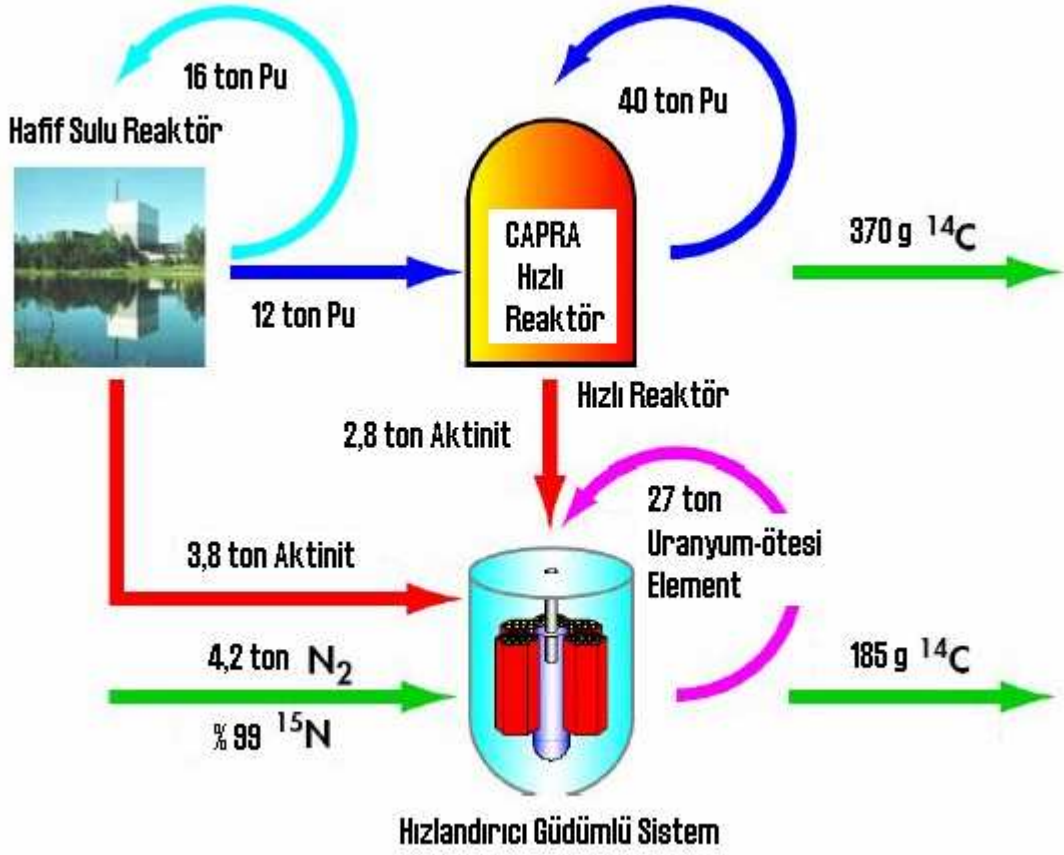 16 ton Pu
Hafif Sulu Reaktör
40 ton Pu
CAPRA
Hızlı
Reaktör
370 g ¹⁴C
12 ton Pu
Hızlı Reaktör
2,8 ton Aktinit
27 ton
Uranyum-ötesi
Element
3,8 ton Aktinit
4,2 ton N₂
% 99 ¹⁵N
185 g ¹⁴C
Hızlandırıcı Güdümlü Sistem